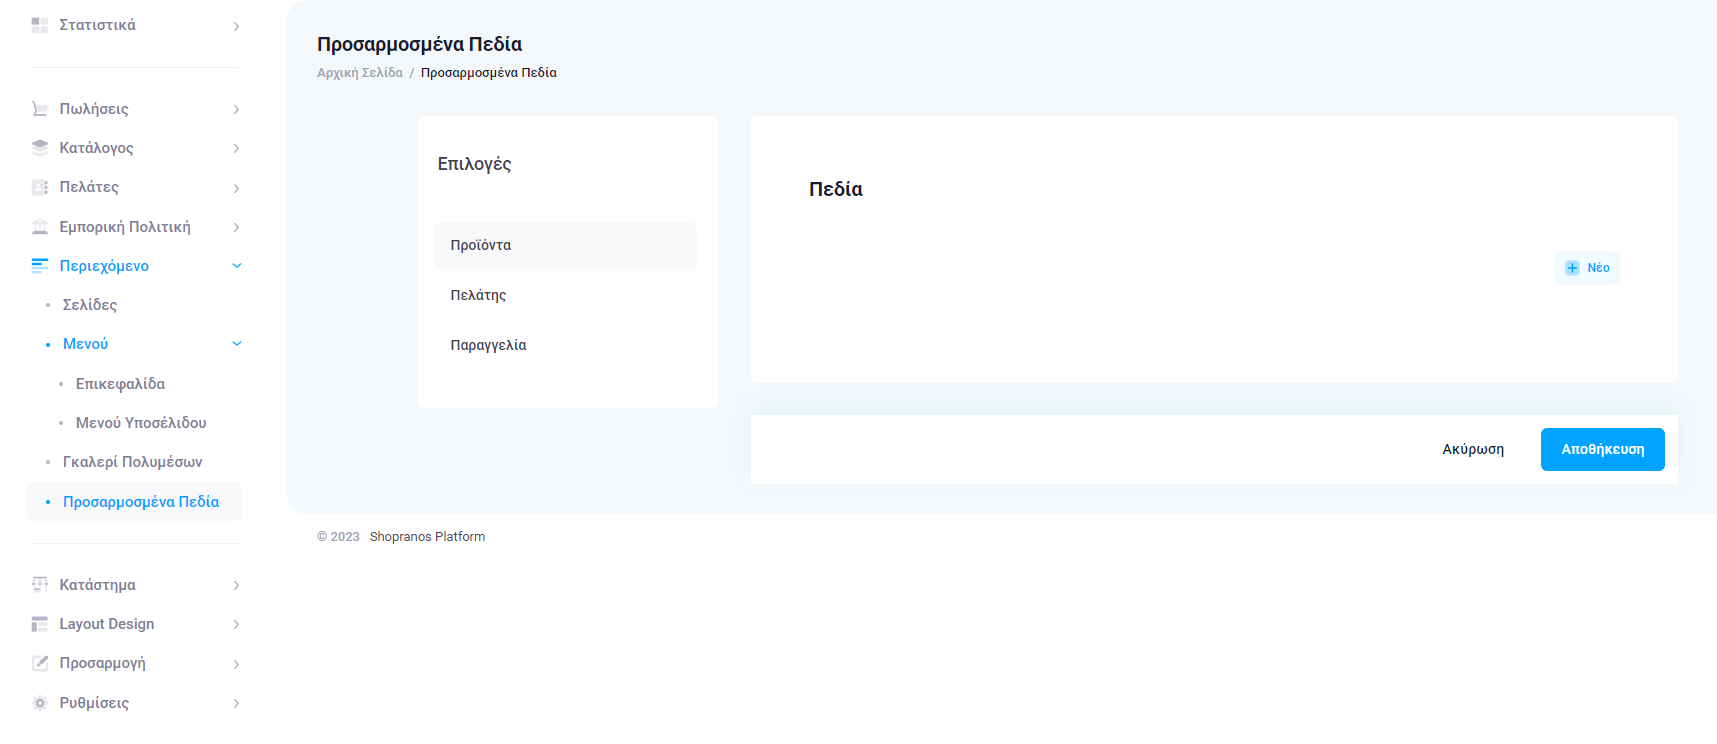 Στατιστικά
Πωλήσεις
Κατάλογος
Πελάτες
Εμπορική Πολιτική
Περιεχόμενο
Σελίδες
Μενού
Επικεφαλίδα
Μενού Υποσέλιδου
Γκαλερί Πολυμέσων
Προσαρμοσμένα Πεδία
Κατάστημα
Layout Design
Προσαρμογή
Ρυθμίσεις
Προσαρμοσμένα Πεδία
Αρχική Σελίδα / Προσαρμοσμένα Πεδία
Επιλογές
Προϊόντα
Πελάτης
Παραγγελία
Πεδία
Νέο
Ακύρωση
Αποθήκευση
© 2023 Shopranos Platform